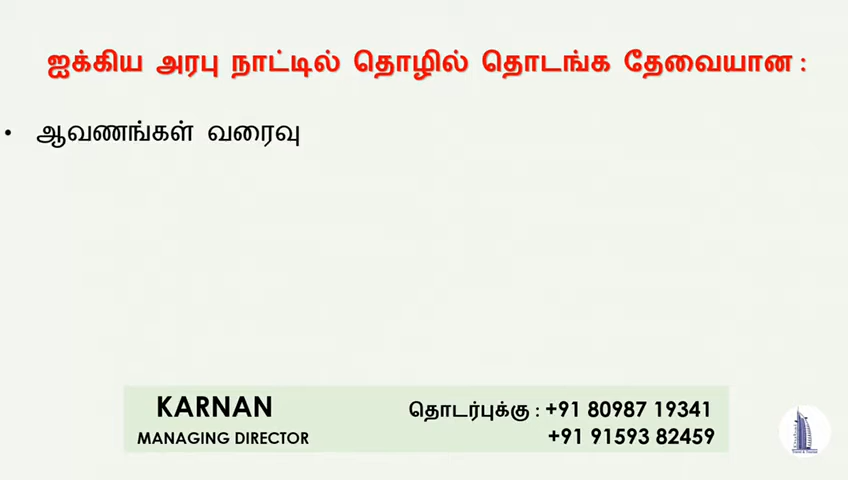 ஐக்கிய அரபு நாட்டில் தொழில் தொடங்க தேவையான :
• ஆவணங்கள் வரைவு
KARNAN
MANAGING DIRECTOR
தொடர்புக்கு : +91 80987 19341
+91 91593 82459